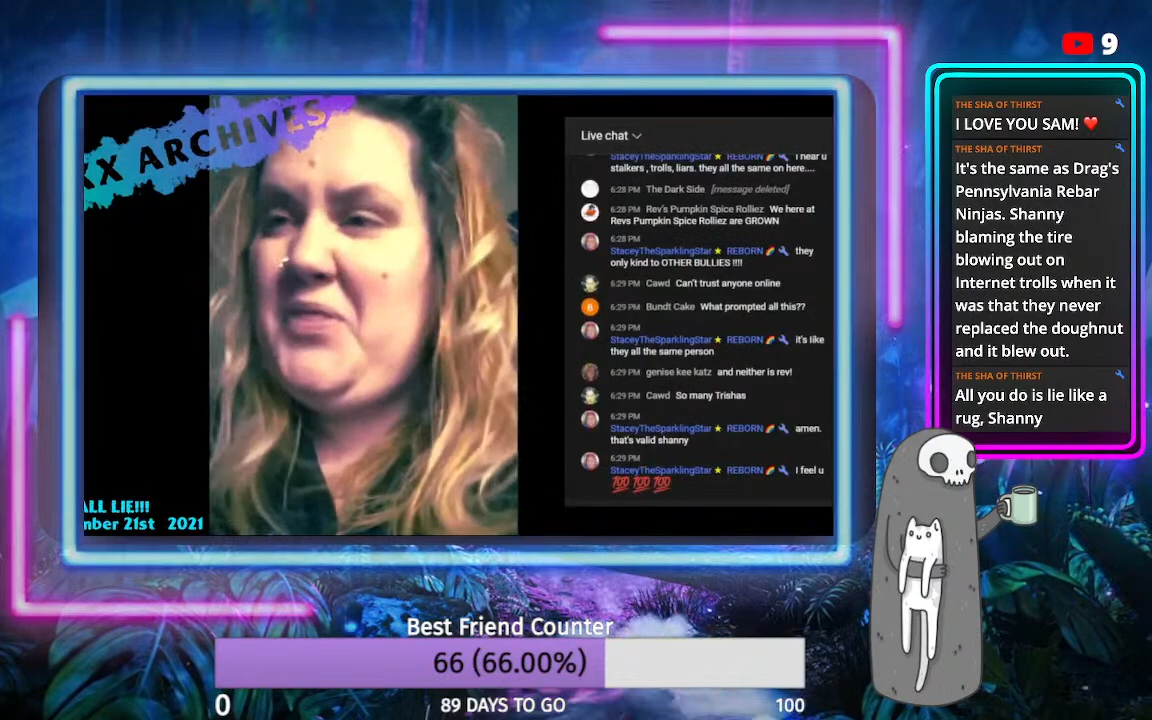 9
XX ARCHIVES
ALL LIE!!!
mber 21st 2021
Live chat
StaceyTheSparklingStar ★ REBORN 🌈 🔧 I hear u
stalkers , trolls, liars. they all the same on here....
6:28 PM The Dark Side [message deleted]
6:28 PM Rev's Pumpkin Spice Rolliez We here at
Revs Pumpkin Spice Rolliez are GROWN
6:28 PM
StaceyTheSparklingStar ★ REBORN 🌈 🔧 they
only kind to OTHER BULLIES !!!!
6:29 PM Cawd Can't trust anyone online
B
6:29 PM Bundt Cake What prompted all this??
6:29 PM
StaceyTheSparklingStar ★ REBORN 🌈 🔧 it's like
they all the same person
6:29 PM genise kee katz and neither is rev!
6:29 PM Cawd So many Trishas
6:29 PM
StaceyTheSparklingStar ★ REBORN 🌈 🔧 amen.
that's valid shanny
6:29 PM
StaceyTheSparklingStar ★ REBORN 🌈 🔧 I feel u
💯 💯 💯
THE SHA OF THIRST
I LOVE YOU SAM! ❤️
THE SHA OF THIRST
It's the same as Drag's
Pennsylvania Rebar
Ninjas. Shanny
blaming the tire
blowing out on
Internet trolls when it
was that they never
replaced the doughnut
and it blew out.
THE SHA OF THIRST
All you do is lie like a
rug, Shanny
Best Friend Counter
66 (66.00%)
0
89 DAYS TO GO
100